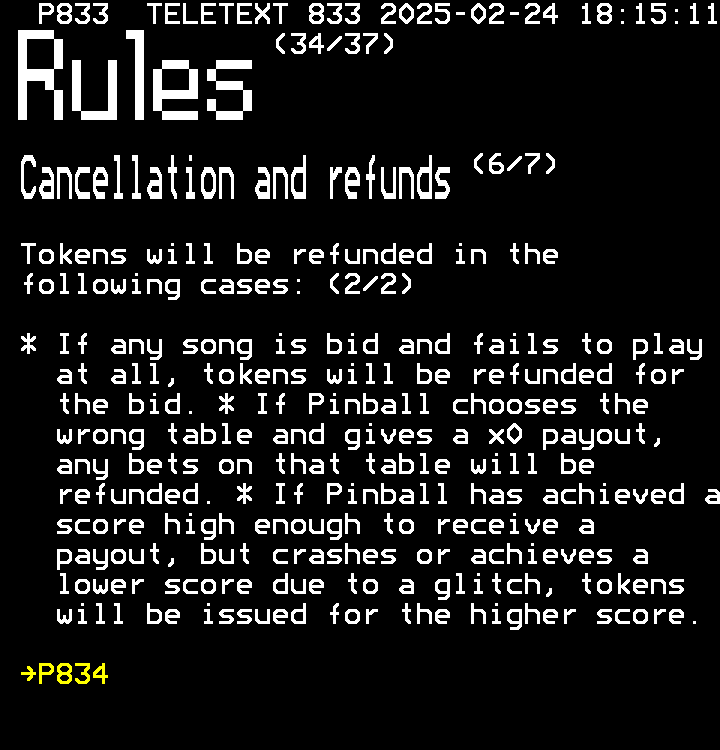 P833 TELETEXT 833 2025-02-24 18:15:11
Rules (34/37)
Cancellation and refunds (6/7)
Tokens will be refunded in the
following cases: (2/2)
* If any song is bid and fails to play
at all, tokens will be refunded for
the bid. * If Pinball chooses the
wrong table and gives a x0 payout,
any bets on that table will be
refunded. * If Pinball has achieved a
score high enough to receive a
payout, but crashes or achieves a
lower score due to a glitch, tokens
will be issued for the higher score.
→P834